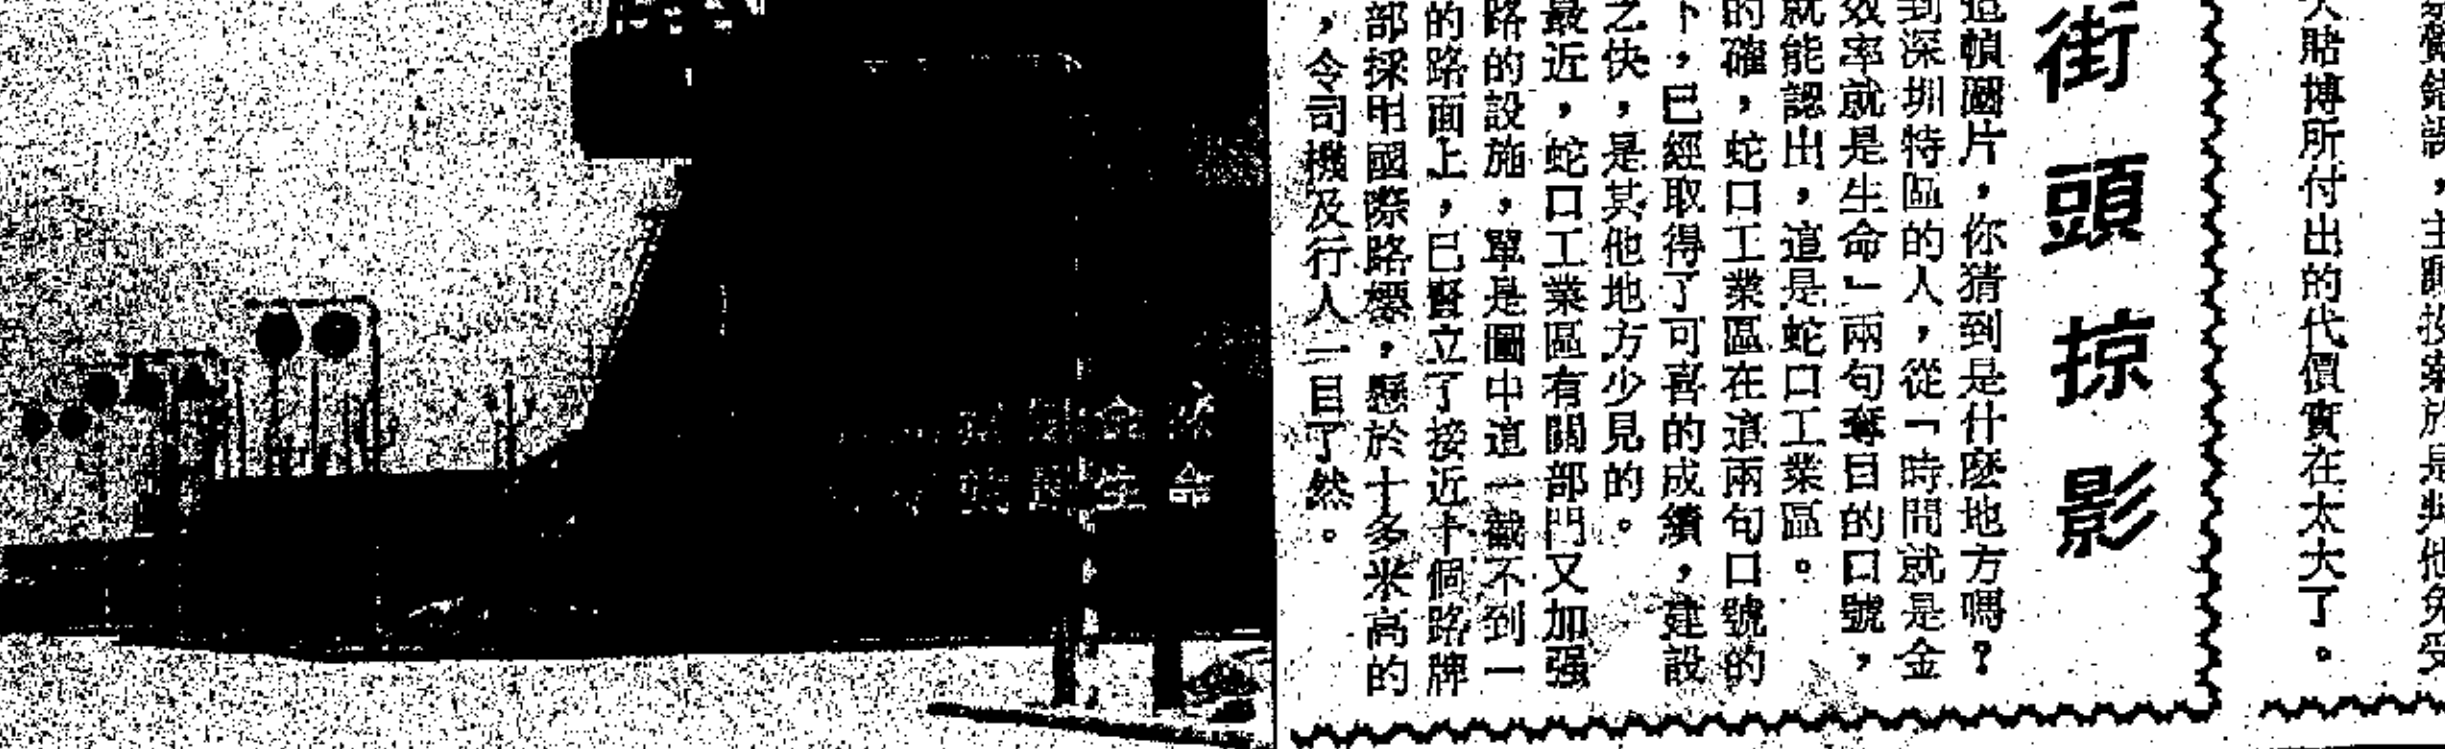 錯誤，主動投案
大賭博所付出的代價實在太大了。
街頭掠影
這幀圖片，你猜到是什麽地方嗎？
到深圳特區的人，從「時間就是金
效率就是生命」兩句奪目的口號，
就能認出，這是蛇口工業區。
的確，蛇口工業區在這兩句口號的
下，已經取得了可喜的成績，建設
之快，是其他地方少見的。
最近，蛇口工業區有關部門又加强
路的設施，單是圖中這一截不到一
的路面上，已豎立了接近十個路牌
部採用國際路標，懸於十多米高的
，令司機及行人一目了然。
金
生命